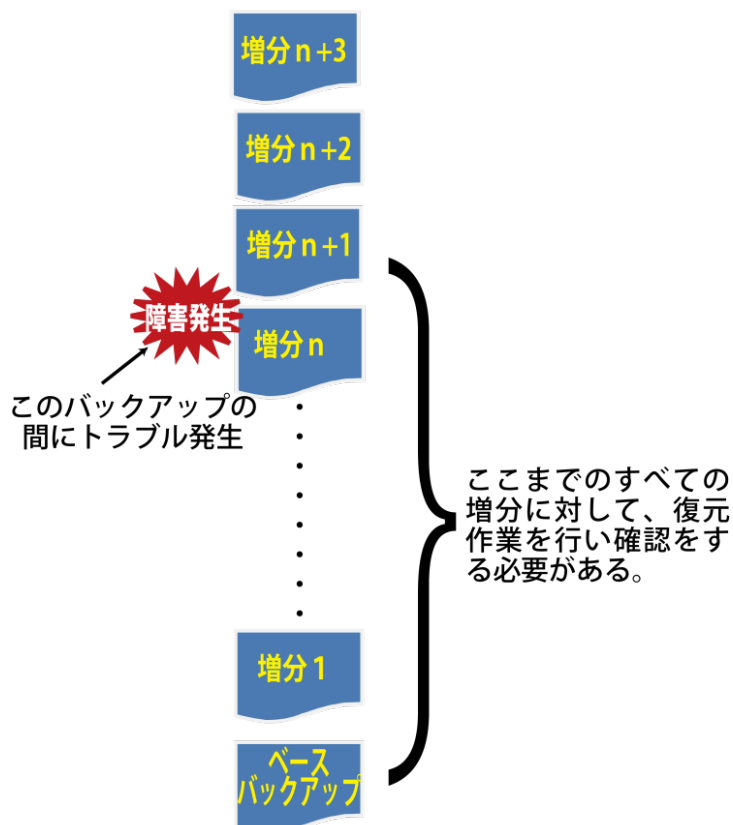 増分 n +3
増分 n +2
増分 n +1
障害発生
増分 n
このバックアップの
間にトラブル発生
ここまでのすべての
増分に対して、復元
作業を行い確認をす
る必要がある。
増分 1
ベース
バックアップ